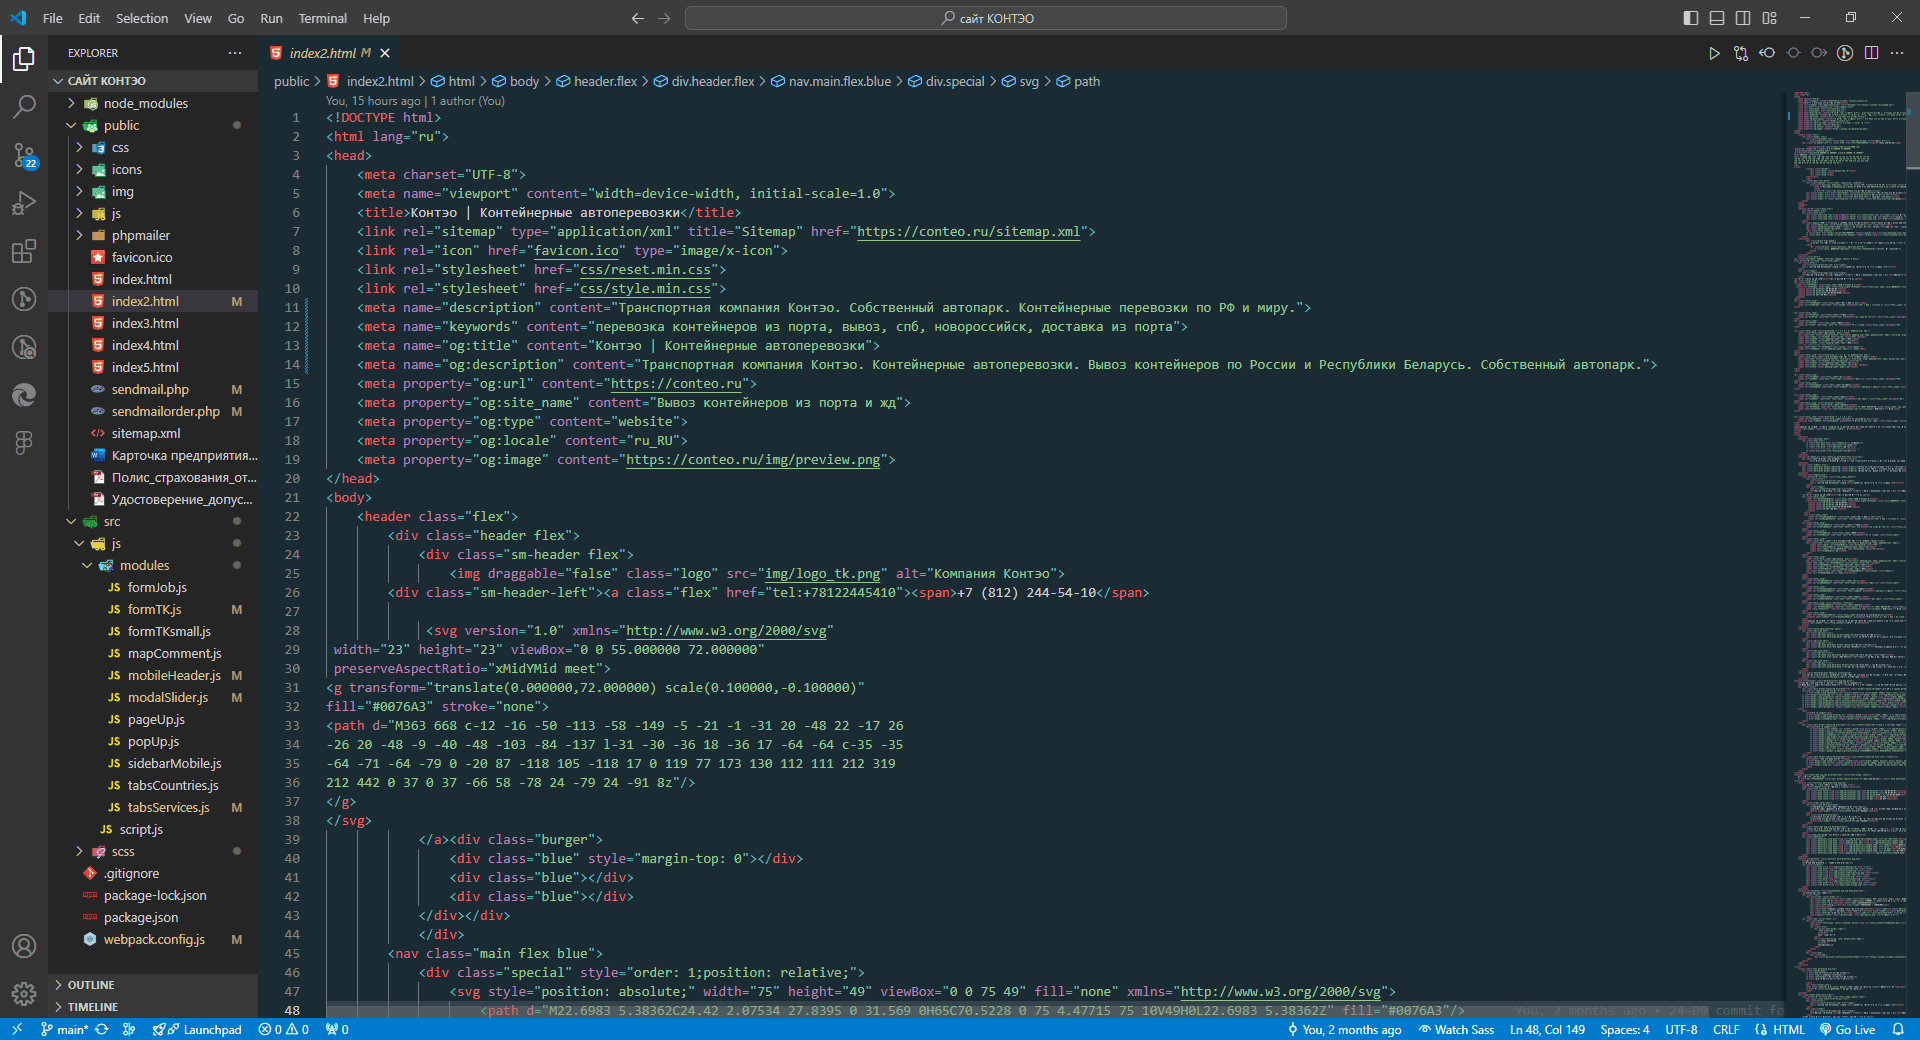 File Edit Selection View Go Run Terminal Help
сайт КОНТЭО
EXPLORER
САЙТ КОНТЭО
node_modules
public
css
icons
img
js
phpmailer
favicon.ico
index.html
index2.html M
index3.html
index4.html
index5.html
sendmail.php M
sendmailorder.php M
sitemap.xml
Карточка предприятия...
Полис_страхования_от...
Удостоверение_допус...
src
js
modules
formJob.js
formTK.js M
formTKsmall.js
mapComment.js
mobileHeader.js M
modalSlider.js M
pageUp.js
popUp.js
sidebarMobile.js
tabsCountries.js
tabsServices.js M
script.js
scss
.gitignore
package-lock.json
package.json
webpack.config.js M
OUTLINE
TIMELINE
22
index2.html M
public > index2.html > html > body > header.flex > div.header.flex > nav.main.flex.blue > div.special > svg > path
You, 15 hours ago | 1 author (You)
1 <!DOCTYPE html>
2 <html lang="ru">
3 <head>
4 <meta charset="UTF-8">
5 <meta name="viewport" content="width=device-width, initial-scale=1.0">
6 <title>Контэо | Контейнерные автоперевозки</title>
7 <link rel="sitemap" type="application/xml" title="Sitemap" href="https://conteo.ru/sitemap.xml">
8 <link rel="icon" href="favicon.ico" type="image/x-icon">
9 <link rel="stylesheet" href="css/reset.min.css">
10 <link rel="stylesheet" href="css/style.min.css">
11 <meta name="description" content="Транспортная компания Контэо. Собственный автопарк. Контейнерные перевозки по РФ и миру.">
12 <meta name="keywords" content="перевозка контейнеров из порта, вывоз, спб, новороссийск, доставка из порта">
13 <meta name="og:title" content="Контэо | Контейнерные автоперевозки">
14 <meta name="og:description" content="Транспортная компания Контэо. Контейнерные автоперевозки. Вывоз контейнеров по России и Республики Беларусь. Собственный автопарк.">
15 <meta property="og:url" content="https://conteo.ru">
16 <meta property="og:site_name" content="Вывоз контейнеров из порта и жд">
17 <meta property="og:type" content="website">
18 <meta property="og:locale" content="ru_RU">
19 <meta property="og:image" content="https://conteo.ru/img/preview.png">
20 </head>
21 <body>
22 <header class="flex">
23 <div class="header flex">
24 <div class="sm-header flex">
25 <img draggable="false" class="logo" src="img/logo_tk.png" alt="Компания Контэо">
26 <div class="sm-header-left"><a class="flex" href="tel:+78122445410"><span>+7 (812) 244-54-10</span>
27
28 <svg version="1.0" xmlns="http://www.w3.org/2000/svg"
29 width="23" height="23" viewBox="0 0 55.000000 72.000000"
30 preserveAspectRatio="xMidYMid meet">
31 <g transform="translate(0.000000,72.000000) scale(0.100000,-0.100000)"
32 fill="#0076A3" stroke="none">
33 <path d="M363 668 c-12 -16 -50 -113 -58 -149 -5 -21 -1 -31 20 -48 22 -17 26
34 -26 20 -48 -9 -40 -48 -103 -84 -137 l-31 -30 -36 18 -36 17 -64 -64 c-35 -35
35 -64 -71 -64 -79 0 -20 87 -118 105 -118 17 0 119 77 173 130 112 111 212 319
36 212 442 0 37 0 37 -66 58 -78 24 -79 24 -91 8z"/>
37 </g>
38 </svg>
39 </a><div class="burger">
40 <div class="blue" style="margin-top: 0"></div>
41 <div class="blue"></div>
42 <div class="blue"></div>
43 </div></div>
44 </div>
45 <nav class="main flex blue">
46 <div class="special" style="order: 1;position: relative;">
47 <svg style="position: absolute;" width="75" height="49" viewBox="0 0 75 49" fill="none" xmlns="http://www.w3.org/2000/svg">
48 <path d="M22.6983 5.38362C24.42 2.07534 27.8395 0 31.569 0H65C70.5228 0 75 4.47715 75 10V49H0L22.6983 5.38362Z" fill="#0076A3"/> You, 2 months ago • 24-09 commit fo
main* Launchpad 0 0 0
You, 2 months ago Watch Sass Ln 48, Col 149 Spaces: 4 UTF-8 CRLF HTML Go Live